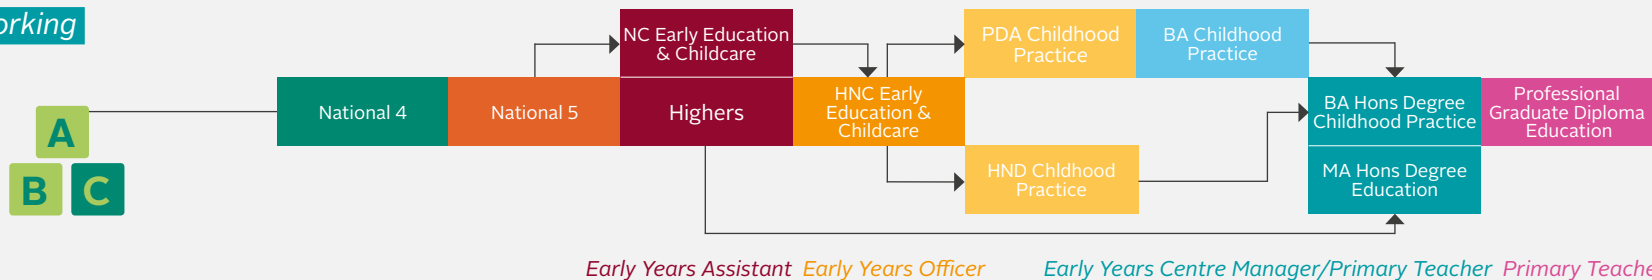 orking
NC Early Education
& Childcare
PDA Childhood
Practice
BA Childhood
Practice
A
B C
National 4
National 5
Highers
HNC Early
Education &
Childcare
BA Hons Degree
Childhood Practice
Professional
Graduate Diploma
Education
HND Chldhood
Practice
MA Hons Degree
Education
Early Years Assistant Early Years Officer Early Years Centre Manager/Primary Teacher Primary Teache